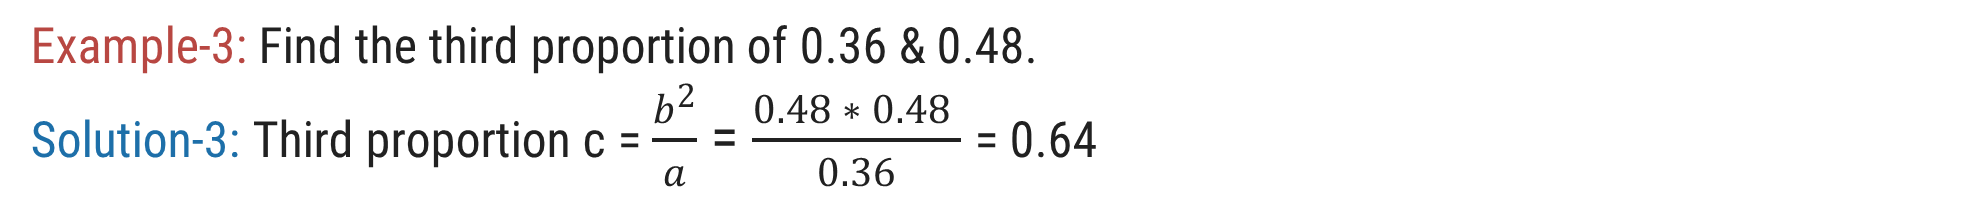 Example-3: Find the third proportion of 0.36 & 0.48.
Solution-3: Third proportion c = b²/a = 0.48 * 0.48/0.36 = 0.64